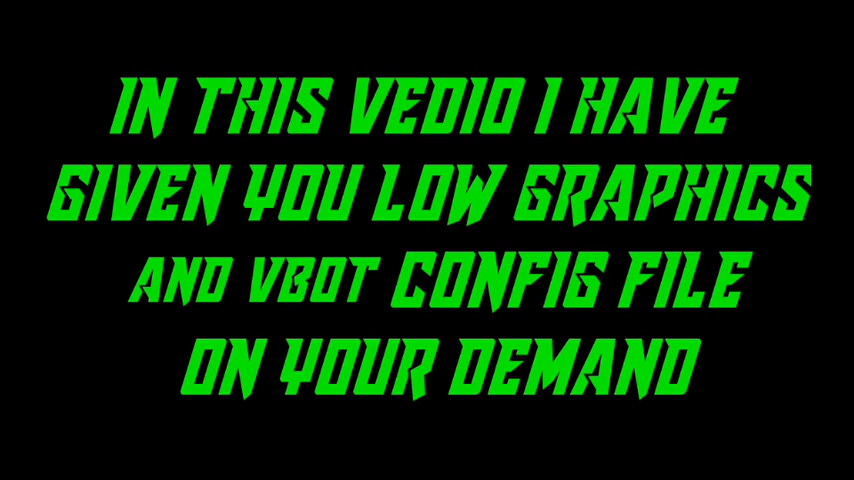 IN THIS VEDIO I HAVE
GIVEN YOU LOW GRAPHICS
AND VBOT CONFIG FILE
ON YOUR DEMAND